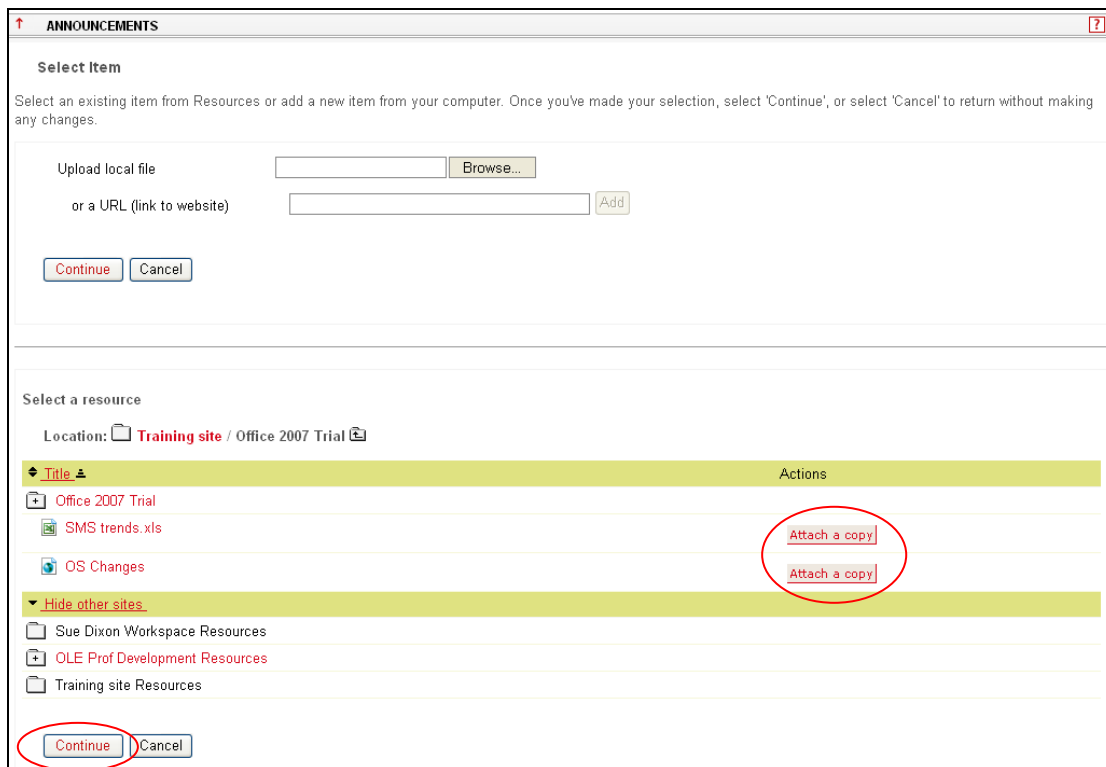 ↑ ANNOUNCEMENTS ?
Select Item
Select an existing item from Resources or add a new item from your computer. Once you've made your selection, select 'Continue', or select 'Cancel' to return without making
any changes.
Upload local file Browse...
or a URL (link to website) Add
Continue Cancel
Select a resource
Location: Training site / Office 2007 Trial
Title Actions
Office 2007 Trial
SMS trends.xls Attach a copy
OS Changes Attach a copy
Hide other sites
Sue Dixon Workspace Resources
OLE Prof Development Resources
Training site Resources
Continue Cancel